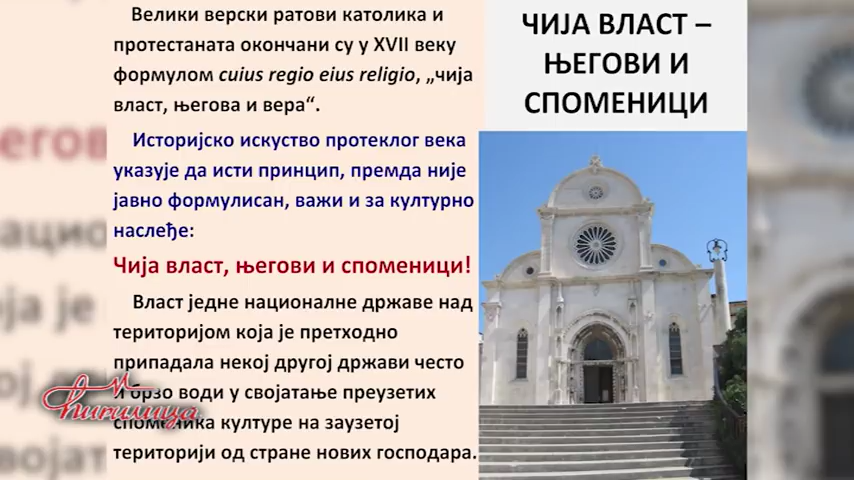 Велики верски ратови католика и
протестаната окончани су у XVII веку
формулом cuius regio eius religio, „чија
власт, његова и вера“.
Историјско искуство протеклог века
указује да исти принцип, премда није
јавно формулисан, важи и за културно
наслеђе:
Чија власт, његови и споменици!
Власт једне националне државе над
територијом која је претходно
припадала некој другој држави често
и брзо води у својатање преузетих
споменика културе на заузетој
територији од стране нових господара.
ЧИЈА ВЛАСТ –
ЊЕГОВИ И
СПОМЕНИЦИ
Ћирилица